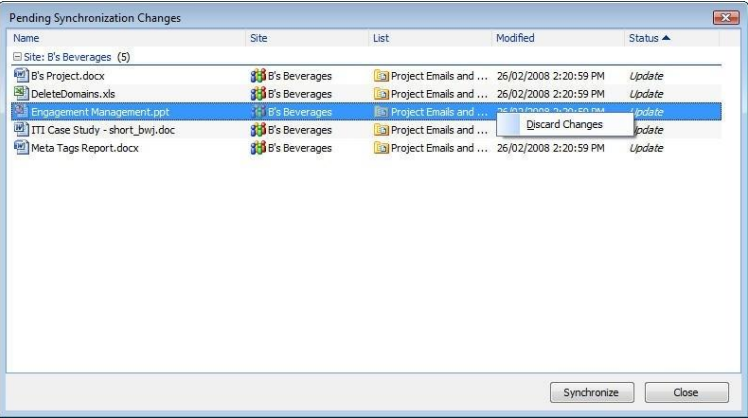 Pending Synchronization Changes
Name Site List Modified Status
Site: B's Beverages (5)
B's Project.docx B's Beverages Project Emails and ... 26/02/2008 2:20:59 PM Update
DeleteDomains.xls B's Beverages Project Emails and ... 26/02/2008 2:20:59 PM Update
Engagement Management.ppt B's Beverages Project Emails and ... 26/02/2008 2:20:59 PM Update
Discard Changes
ITI Case Study - short_bwj.doc B's Beverages Project Emails and ... Update
Meta Tags Report.docx B's Beverages Project Emails and ... 26/02/2008 2:20:59 PM Update
Synchronize Close